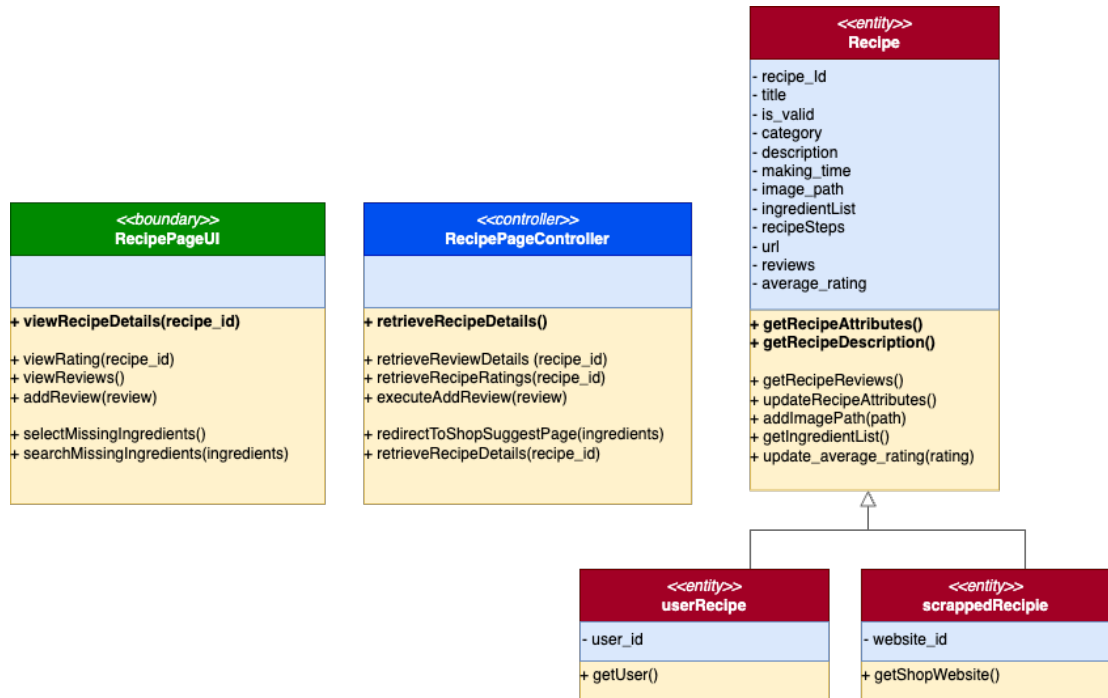 <<entity>>
Recipe
- recipe_Id
- title
- is_valid
- category
- description
- making_time
- image_path
- ingredientList
- recipeSteps
- url
- reviews
- average_rating
+ getRecipeAttributes()
+ getRecipeDescription()
+ getRecipeReviews()
+ updateRecipeAttributes()
+ addImagePath(path)
+ getIngredientList()
+ update_average_rating(rating)
<<boundary>>
RecipePageUI
+ viewRecipeDetails(recipe_id)
+ viewRating(recipe_id)
+ viewReviews()
+ addReview(review)
+ selectMissingIngredients()
+ searchMissingIngredients(ingredients)
<<controller>>
RecipePageController
+ retrieveRecipeDetails()
+ retrieveReviewDetails (recipe_id)
+ retrieveRecipeRatings(recipe_id)
+ executeAddReview(review)
+ redirectToShopSuggestPage(ingredients)
+ retrieveRecipeDetails(recipe_id)
<<entity>>
userRecipe
- user_id
+ getUser()
<<entity>>
scrappedRecipie
- website_id
+ getShopWebsite()